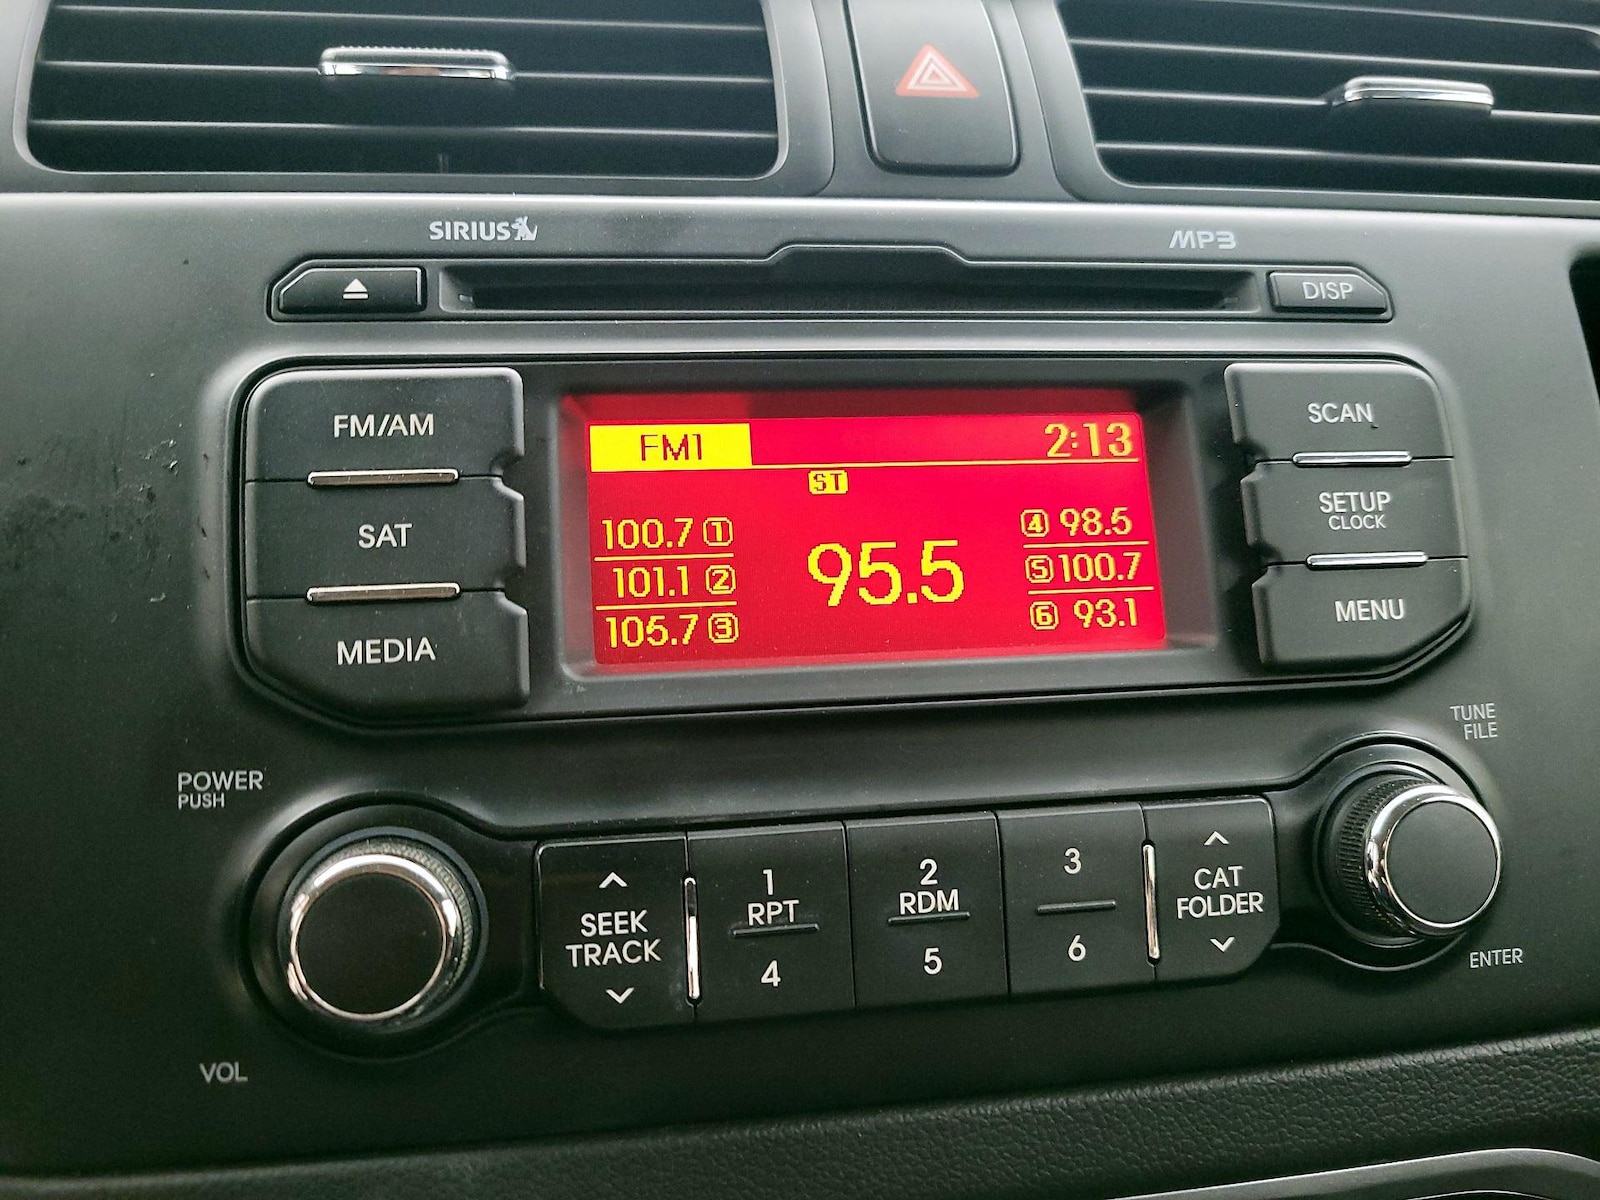 SIRIUS
MP3
DISP
FM/AM
SAT
MEDIA
FM1 2:13
ST
100.7 1
101.1 2
105.7 3
95.5
4 98.5
5 100.7
6 93.1
SCAN
SETUP
CLOCK
MENU
POWER
PUSH
VOL
SEEK
TRACK
1
RPT
4
2
RDM
5
3
6
CAT
FOLDER
TUNE
FILE
ENTER